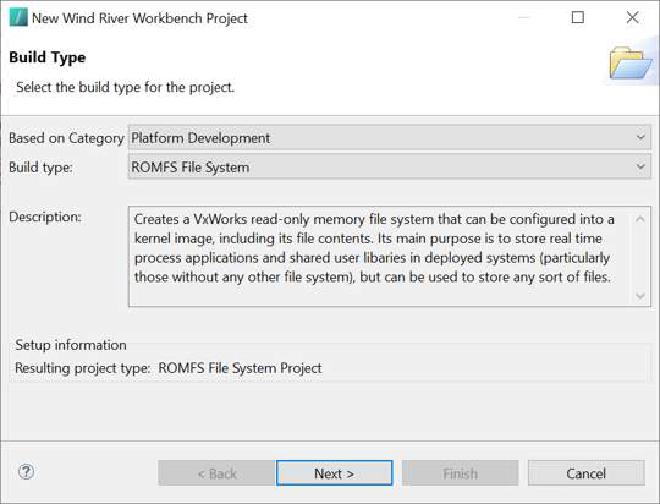 New Wind River Workbench Project
Build Type
Select the build type for the project.
Based on Category Platform Development
Build type: ROMFS File System
Description: Creates a VxWorks read-only memory file system that can be configured into a
kernel image, including its file contents. Its main purpose is to store real time
process applications and shared user libaries in deployed systems (particularly
those without any other file system), but can be used to store any sort of files.
Setup information
Resulting project type: ROMFS File System Project
< Back Next > Finish Cancel